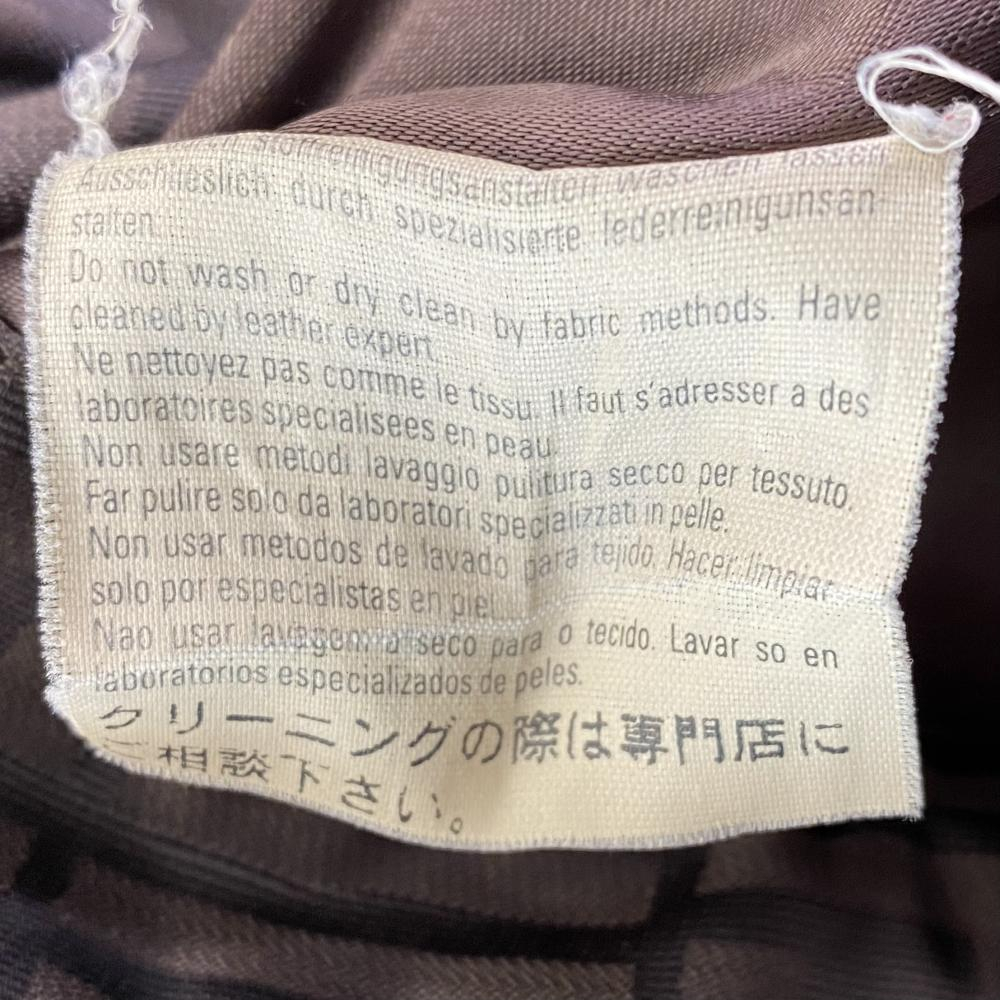 vonreinigungsanstalten waschen lassen
Ausschlieslich durch spezialisierte lederreinigunsan-
stalten.
Do not wash or dry clean by fabric methods. Have
cleaned by leather expert.
Ne nettoyez pas comme le tissu. Il faut s'adresser a des
laboratoires specialisees en peau.
Non usare metodi lavaggio pulitura secco per tessuto.
Far pulire solo da laboratori specializzati in pelle.
Non usar metodos de lavado para tejido. Hacer limpiar
solo por especialistas en piel.
Nao usar lavagem a seco para o tecido. Lavar so en
laboratorios especializados de peles.
クリーニングの際は専門店に
ご相談下さい。